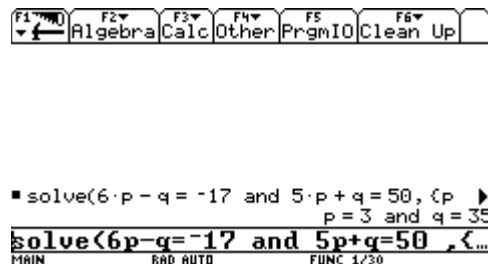 F1 F2 F3 F4 F5 F6
Algebra Calc Other PrgmIO Clean Up
▪solve(6·p − q = ⁻17 and 5·p + q = 50, {p ▶
p = 3 and q = 35
solve(6p-q=⁻17 and 5p+q=50 ,{…
MAIN RAD AUTO FUNC 1/30